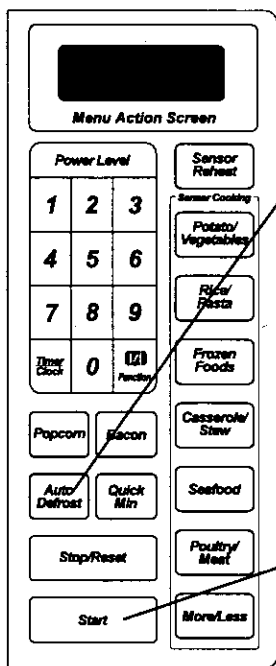 Menu Action Screen
Power Level
1 2 3
4 5 6
7 8 9
Timer
Clock
0
Function
Popcorn
Bacon
Auto
Defrost
Quick
Min
Stop/Reset
Start
Sensor
Reheat
Sensor Cooking
Potato/
Vegetables
Rice/
Pasta
Frozen
Foods
Casserole/
Stew
Seafood
Poultry/
Meat
More/Less